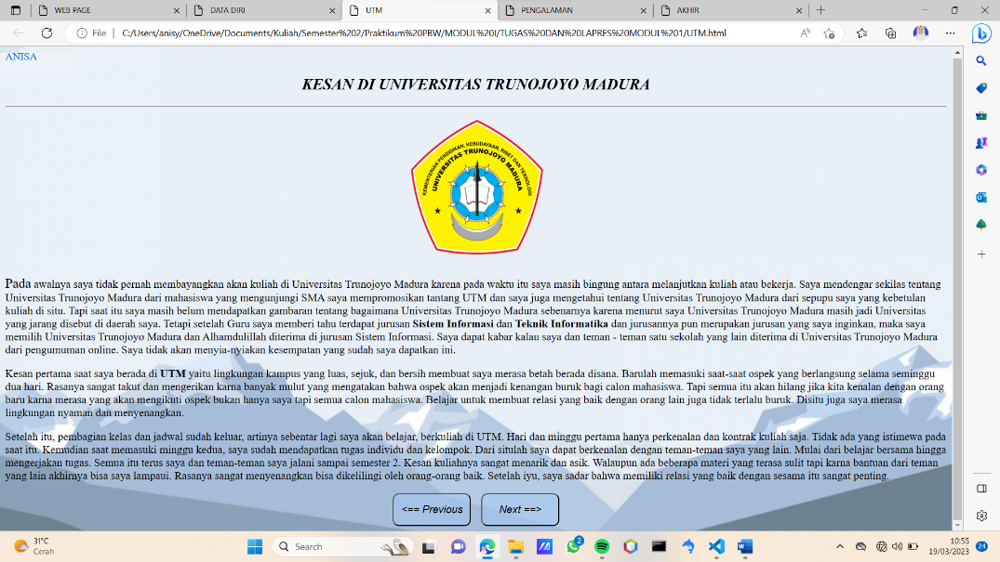 WEB PAGE
DATA DIRI
UTM
PENGALAMAN
AKHIR
File
C:/Users/anisy/OneDrive/Documents/Kuliah/Semester%202/Praktikum%20PBW/MODUL%20I/TUGAS%20DAN%20LAPRES%20MODUL%201/UTM.html
ANISA
KESAN DI UNIVERSITAS TRUNOJOYO MADURA
KEMENTERIAN PENDIDIKAN, KEBUDAYAAN, RISET DAN TEKNOLOGI
UNIVERSITAS TRUNOJOYO MADURA
Pada awalnya saya tidak pernah membayangkan akan kuliah di Universitas Trunojoyo Madura karena pada waktu itu saya masih bingung antara melanjutkan kuliah atau bekerja. Saya mendengar sekilas tentang
Universitas Trunojoyo Madura dari mahasiswa yang mengunjungi SMA saya mempromosikan tantang UTM dan saya juga mengetahui tentang Universitas Trunojoyo Madura dari sepupu saya yang kebetulan
kuliah di situ. Tapi saat itu saya masih belum mendapatkan gambaran tentang bagaimana Universitas Trunojoyo Madura sebenarnya karena menurut saya Universitas Trunojoyo Madura masih jadi Universitas
yang jarang disebut di daerah saya. Tetapi setelah Guru saya memberi tahu terdapat jurusan Sistem Informasi dan Teknik Informatika dan jurusannya pun merupakan jurusan yang saya inginkan, maka saya
memilih Universitas Trunojoyo Madura dan Alhamdulillah diterima di jurusan Sistem Informasi. Saya dapat kabar kalau saya dan teman - teman satu sekolah yang lain diterima di Universitas Trunojoyo Madura
dari pengumuman online. Saya tidak akan menyia-nyiakan kesempatan yang sudah saya dapatkan ini.
Kesan pertama saat saya berada di UTM yaitu lingkungan kampus yang luas, sejuk, dan bersih membuat saya merasa betah berada disana. Barulah memasuki saat-saat ospek yang berlangsung selama seminggu
dua hari. Rasanya sangat takut dan mengerikan karna banyak mulut yang mengatakan bahwa ospek akan menjadi kenangan buruk bagi calon mahasiswa. Tapi semua itu akan hilang jika kita kenalan dengan orang
baru karna merasa yang akan mengikuti ospek bukan hanya saya tapi semua calon mahasiswa. Belajar untuk membuat relasi yang baik dengan orang lain juga tidak terlalu buruk. Disitu juga saya merasa
lingkungan nyaman dan menyenangkan.
Setelah itu, pembagian kelas dan jadwal sudah keluar, artinya sebentar lagi saya akan belajar, berkuliah di UTM. Hari dan minggu pertama hanya perkenalan dan kontrak kuliah saja. Tidak ada yang istimewa pada
saat itu. Kemudian saat memasuki minggu kedua, saya sudah mendapatkan tugas individu dan kelompok. Dari situlah saya dapat berkenalan dengan teman-teman saya yang lain. Mulai dari belajar bersama hingga
mengerjakan tugas. Semua itu terus saya dan teman-teman saya jalani sampai semester 2. Kesan kuliahnya sangat menarik dan asik. Walaupun ada beberapa materi yang terasa sulit tapi karna bantuan dari teman
yang lain akhirnya bisa saya lampaui. Rasanya sangat menyenangkan bisa dikelilingi oleh orang-orang baik. Setelah iyu, saya sadar bahwa memiliki relasi yang baik dengan sesama itu sangat penting.
<== Previous
Next ==>
31°C
Cerah
Search
2
10:55
19/03/2023
24